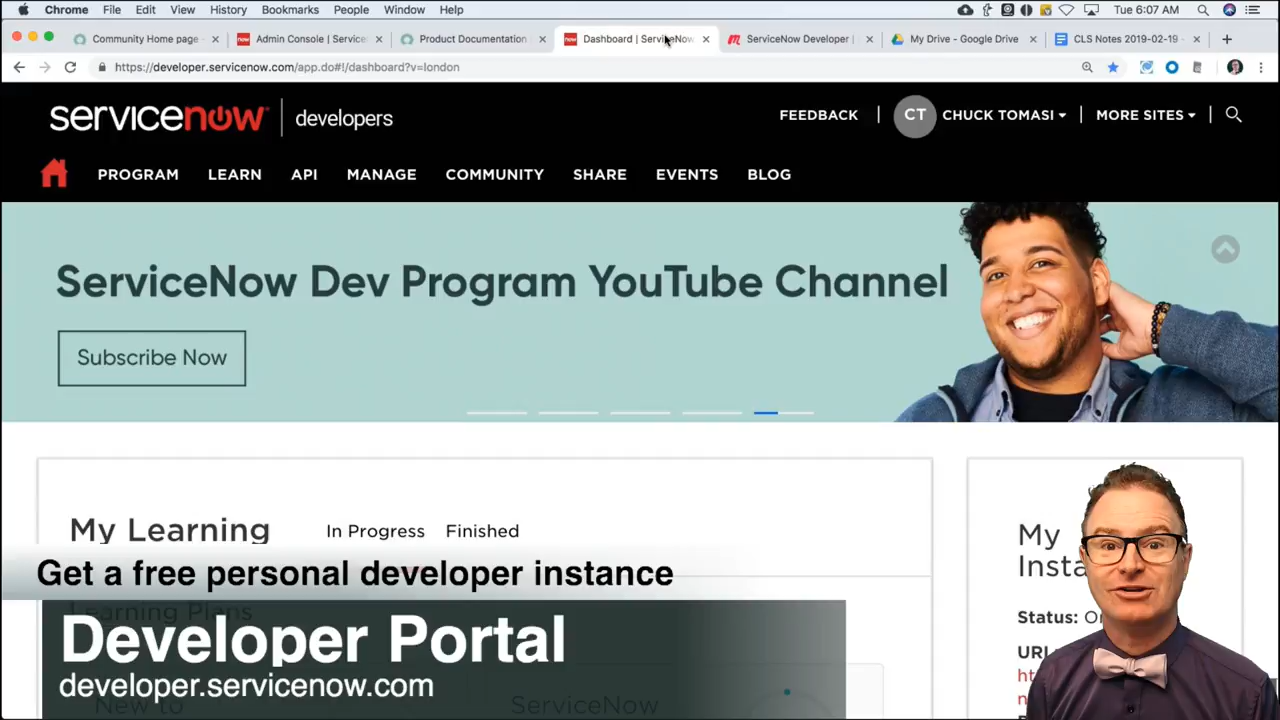 Chrome File Edit View History Bookmarks People Window Help Tue 6:07 AM
Community Home page - Admin Console | Service Product Documentation Dashboard | ServiceNow ServiceNow Developer | My Drive - Google Drive CLS Notes 2019-02-19 -
https://developer.servicenow.com/app.do#!/dashboard?v=london
servicenow developers FEEDBACK CT CHUCK TOMASI MORE SITES
PROGRAM LEARN API MANAGE COMMUNITY SHARE EVENTS BLOG
ServiceNow Dev Program YouTube Channel
Subscribe Now
My Learning In Progress Finished
My
Insta
Get a free personal developer instance
Learning Plans
Status:
Developer Portal
URL
developer.servicenow.com
New to
ServiceNow